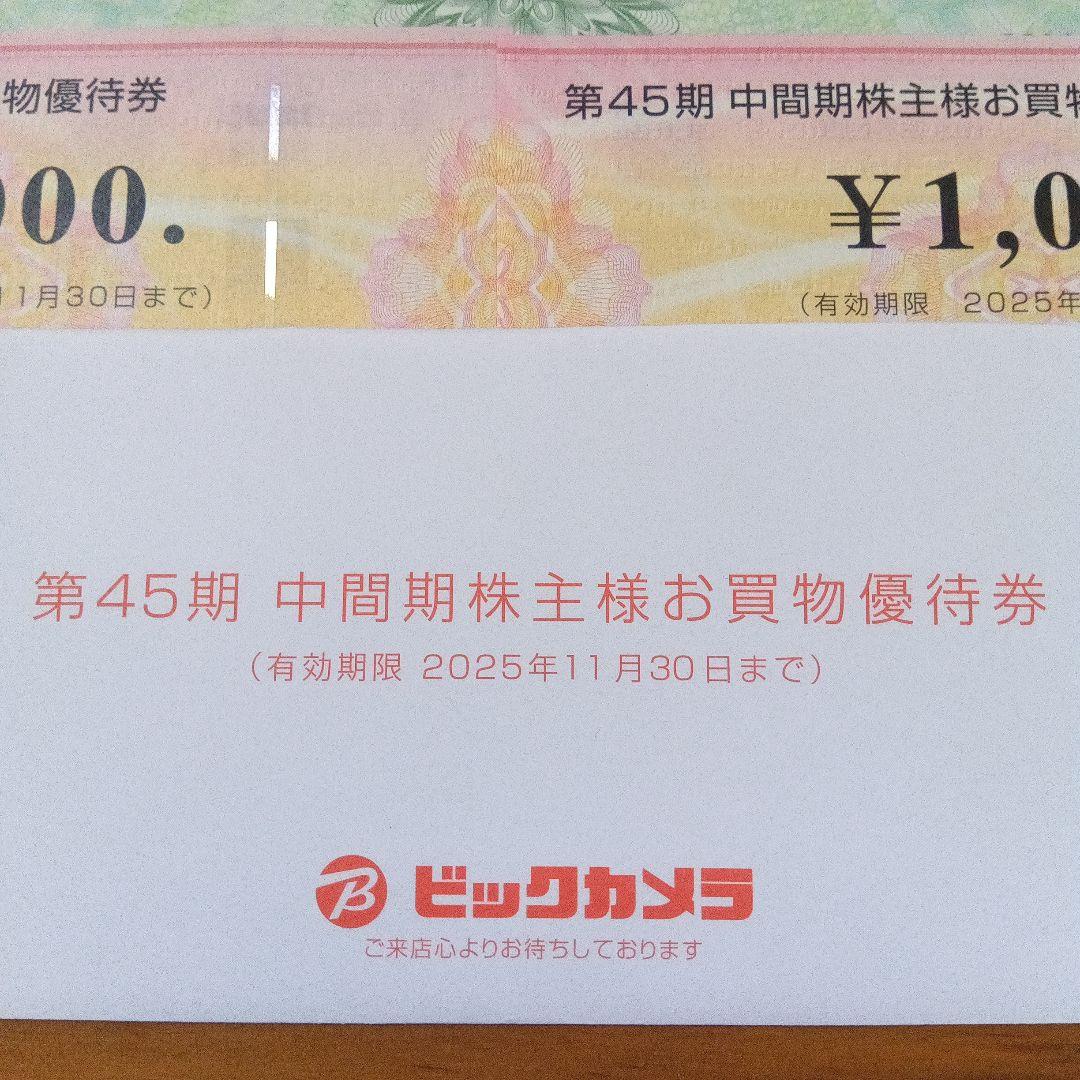 物優待券
第45期 中間期株主様お買物
000.
¥1,0
1月30日まで)
(有効期限 2025年
第45期 中間期株主様お買物優待券
(有効期限 2025年11月30日まで)
B ビックカメラ
ご来店心よりお待ちしております